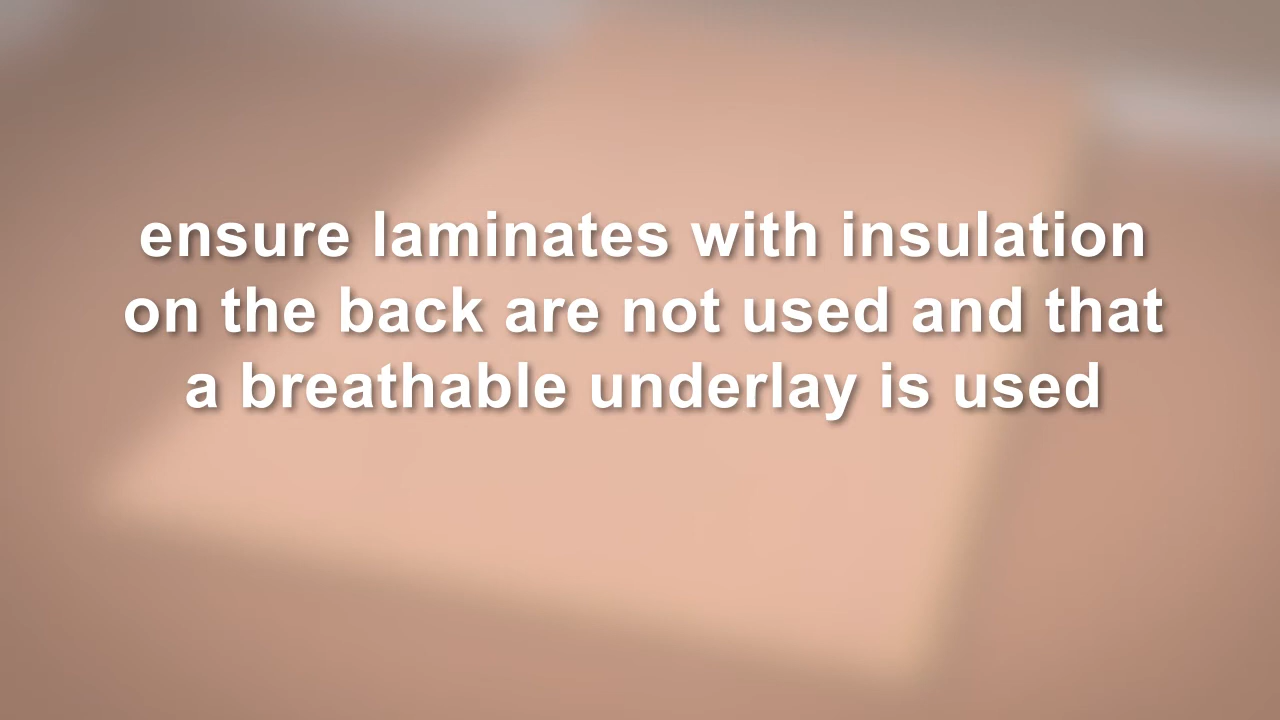 ensure laminates with insulation
on the back are not used and that
a breathable underlay is used